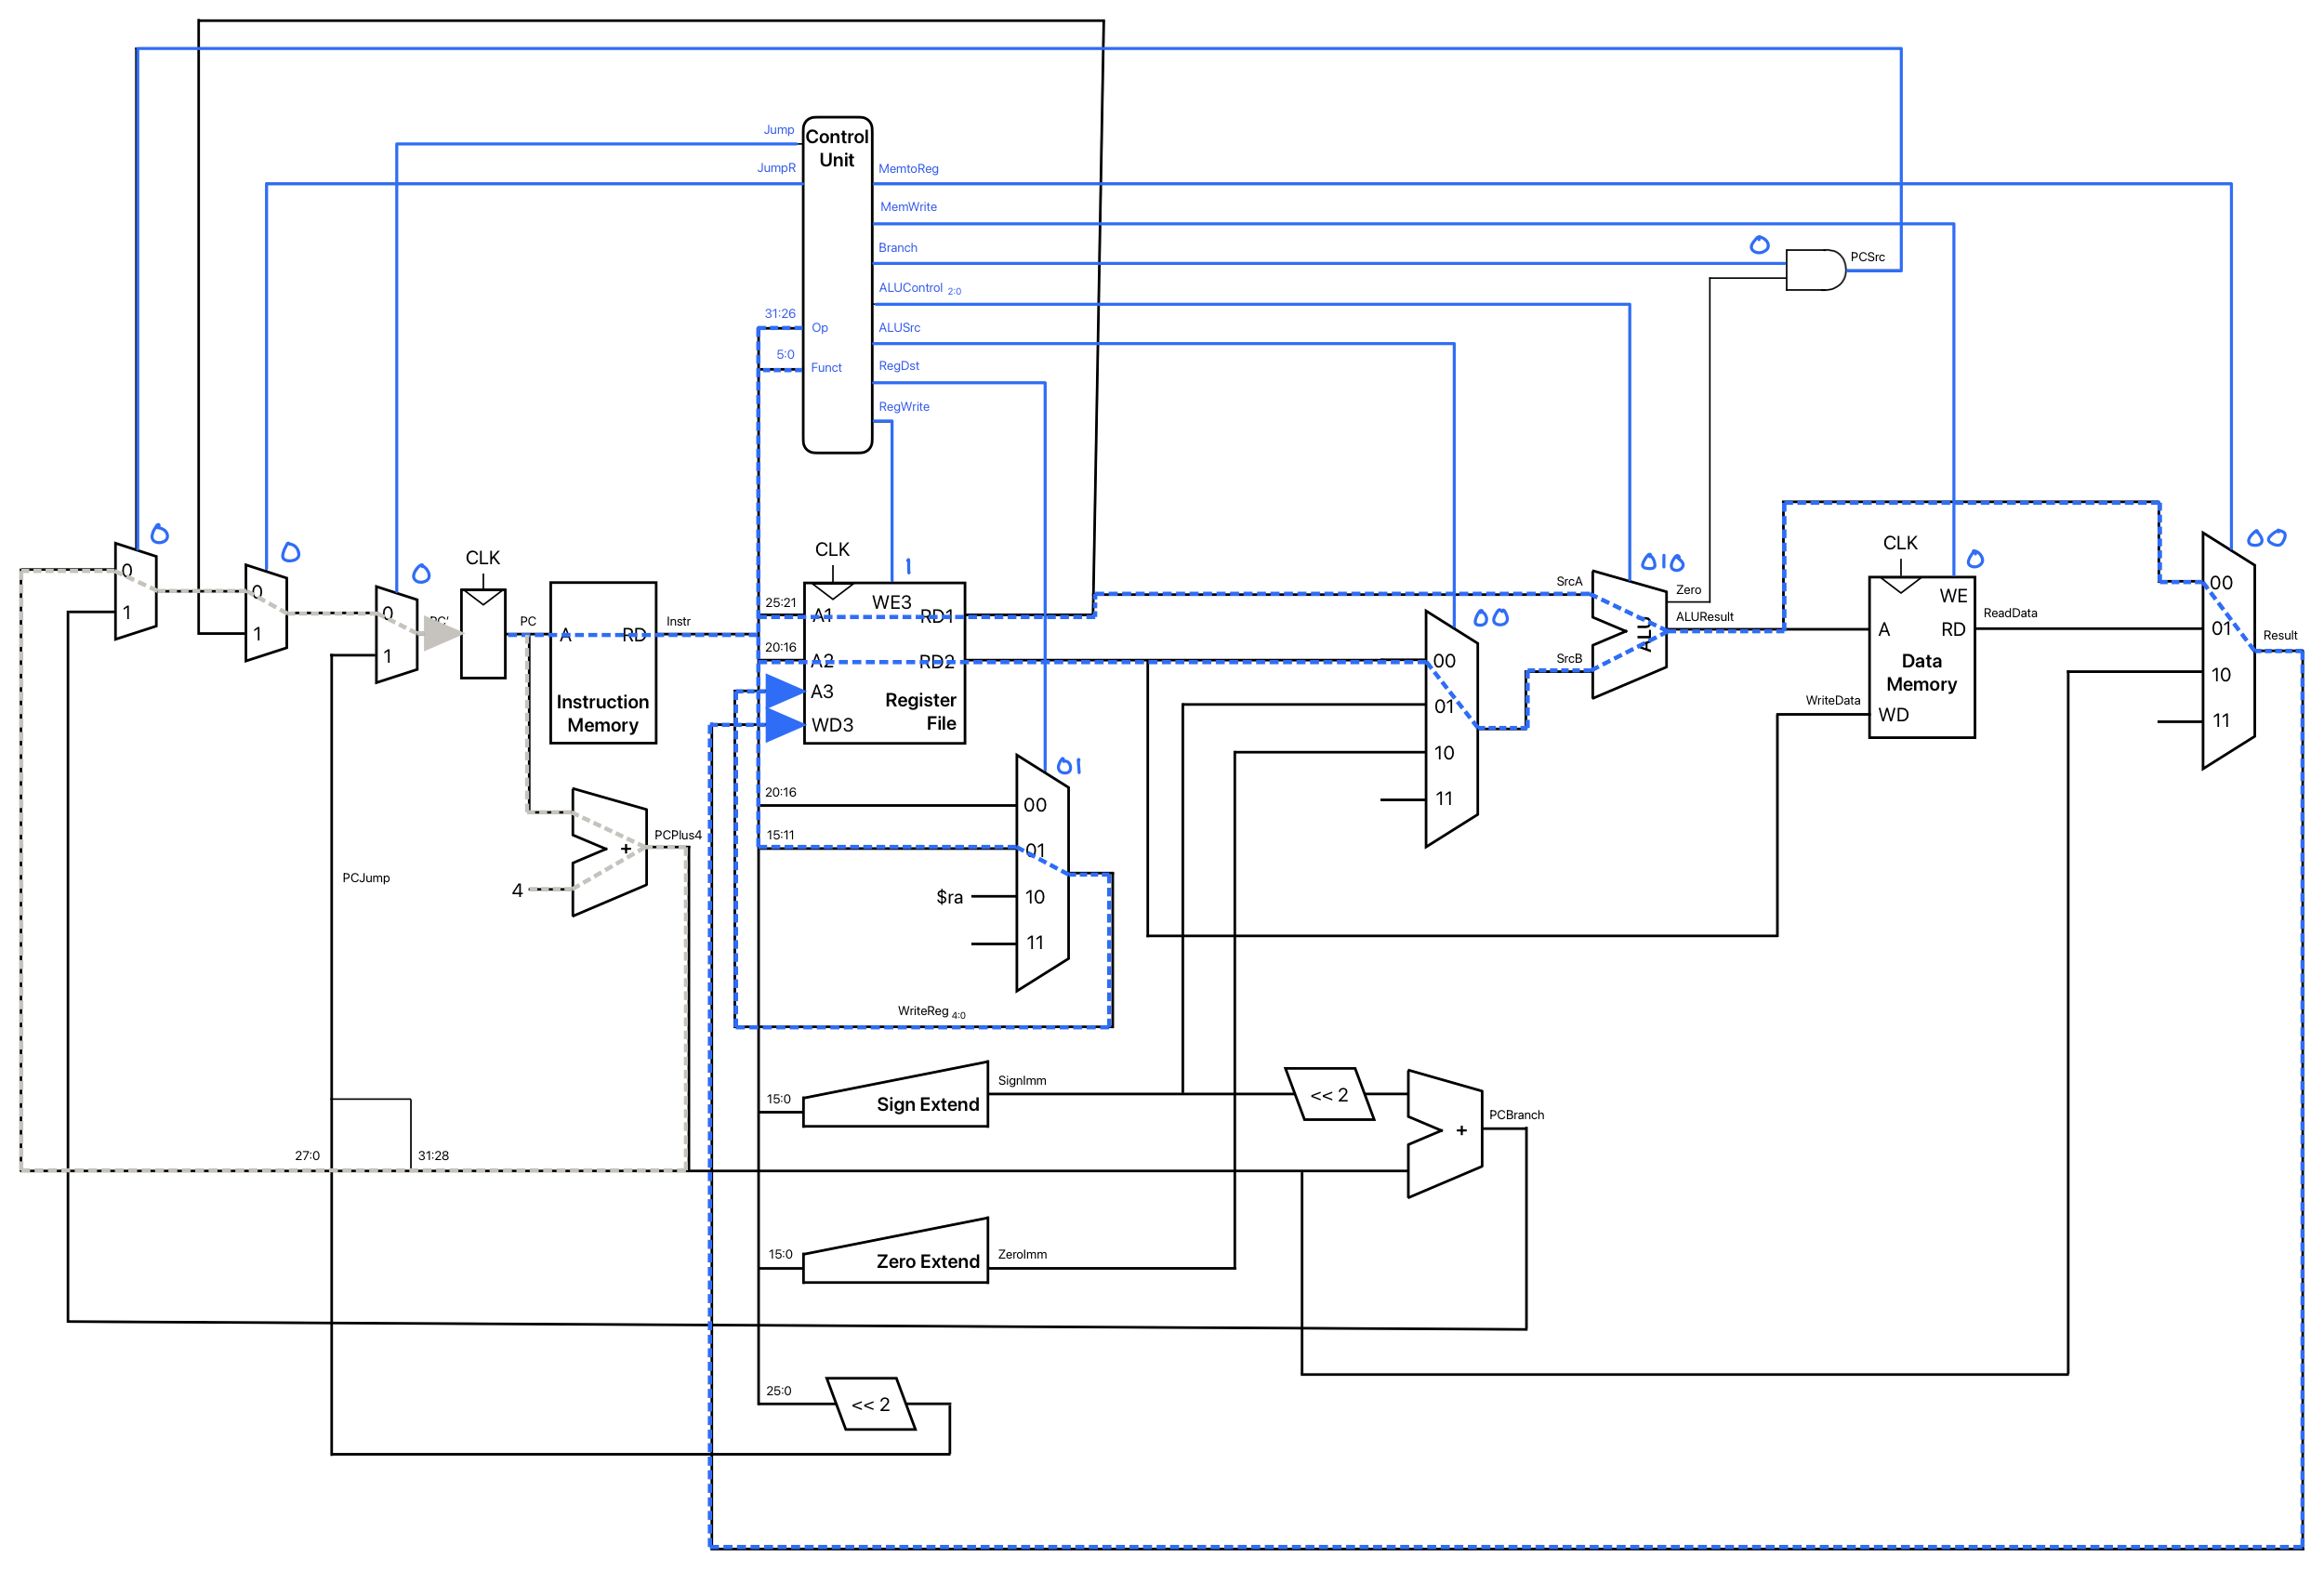 Control
Unit
Jump
JumpR
MemtoReg
MemWrite
Branch
ALUControl 2:0
ALUSrc
RegDst
RegWrite
31:26
Op
5:0
Funct
0
PCSrc
0
0
1
0
0
1
0
0
1
PC'
CLK
PC
A
RD
Instruction
Memory
Instr
CLK
1
25:21
A1
WE3
RD1
20:16
A2
RD2
A3
WD3
Register
File
01
20:16
00
15:11
01
$ra
10
11
WriteReg 4:0
00
00
01
10
11
SrcA
SrcB
010
ALU
Zero
ALUResult
CLK
0
WE
A
RD
Data
Memory
WriteData
WD
ReadData
00
00
01
10
11
Result
4
+
PCPlus4
PCJump
27:0
31:28
15:0
Sign Extend
SignImm
<< 2
+
PCBranch
15:0
Zero Extend
ZeroImm
25:0
<< 2